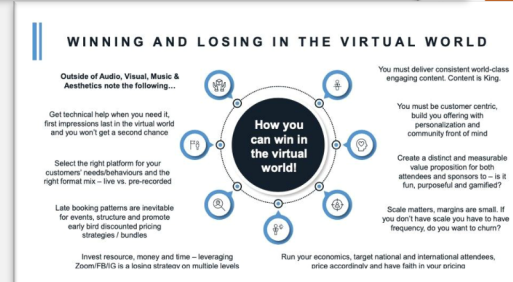 WINNING AND LOSING IN THE VIRTUAL WORLD
Outside of Audio, Visual, Music &
Aesthetics note the following...
Get technical help when you need it,
first impressions last in the virtual world
and you won't get a second chance
Select the right platform for your
customers' needs/behaviours and the
right format mix – live vs. pre-recorded
Late booking patterns are inevitable
for events, structure and promote
early bird discounted pricing
strategies / bundles
Invest resource, money and time – leveraging
Zoom/FB/IG is a losing strategy on multiple levels
How you
can win in
the virtual
world!
You must deliver consistent world-class
engaging content. Content is King.
You must be customer centric,
build you offering with
personalization and
community front of mind
Create a distinct and measurable
value proposition for both
attendees and sponsors to – is it
fun, purposeful and gamified?
Scale matters, margins are small. If
you don't have scale you have to have
frequency, do you want to churn?
Run your economics, target national and international attendees,
price accordingly and have faith in your pricing